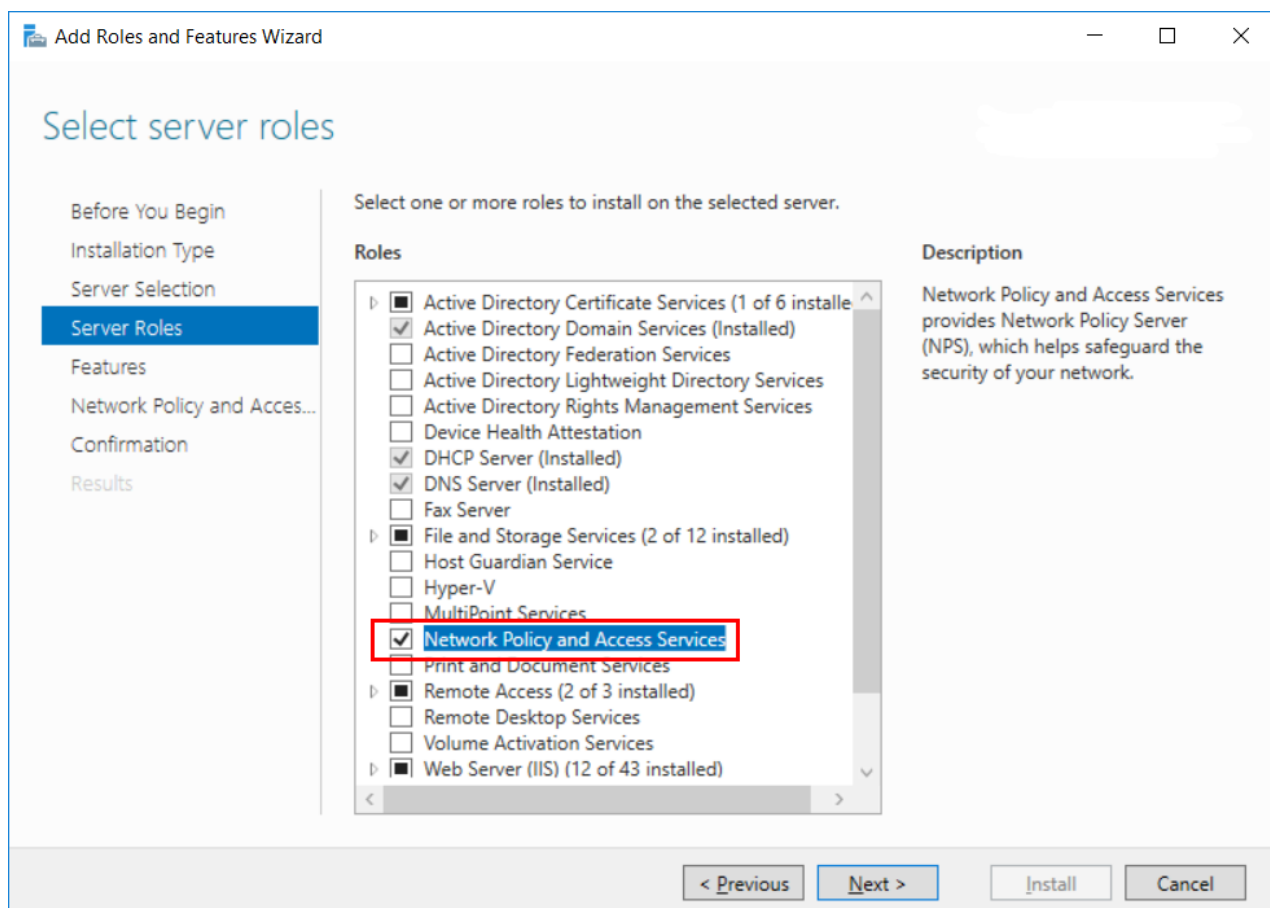 Add Roles and Features Wizard
Select server roles
Before You Begin
Installation Type
Server Selection
Server Roles
Features
Network Policy and Acces...
Confirmation
Results
Select one or more roles to install on the selected server.
Roles
Active Directory Certificate Services (1 of 6 installe
Active Directory Domain Services (Installed)
Active Directory Federation Services
Active Directory Lightweight Directory Services
Active Directory Rights Management Services
Device Health Attestation
DHCP Server (Installed)
DNS Server (Installed)
Fax Server
File and Storage Services (2 of 12 installed)
Host Guardian Service
Hyper-V
MultiPoint Services
Network Policy and Access Services
Print and Document Services
Remote Access (2 of 3 installed)
Remote Desktop Services
Volume Activation Services
Web Server (IIS) (12 of 43 installed)
Description
Network Policy and Access Services
provides Network Policy Server
(NPS), which helps safeguard the
security of your network.
< Previous
Next >
Install
Cancel